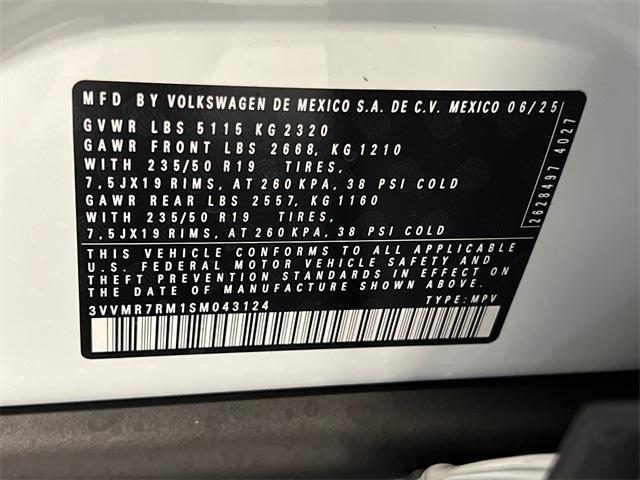 MFD BY VOLKSWAGEN DE MEXICO S.A. DE C.V. MEXICO 06/25
GVWR LBS 5115 KG 2320
GAWR FRONT LBS 2668, KG 1210
WITH 235/50 R19 TIRES,
7,5JX19 RIMS, AT 260 KPA, 38 PSI COLD
GAWR REAR LBS 2557, KG 1160
WITH 235/50 R19 TIRES,
7,5JX19 RIMS, AT 260 KPA, 38 PSI COLD
THIS VEHICLE CONFORMS TO ALL APPLICABLE
U.S. FEDERAL MOTOR VEHICLE SAFETY AND
THEFT PREVENTION STANDARDS IN EFFECT ON
THE DATE OF MANUFACTURE SHOWN ABOVE.
3VVMR7RM1SM043124 TYPE: MPV
2628497 4027